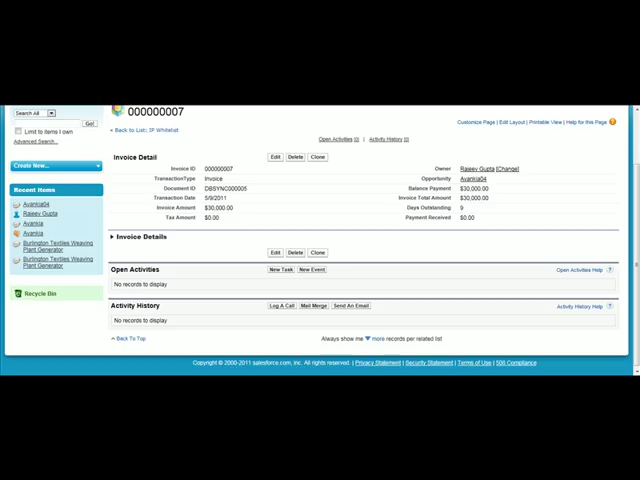 000000007
Search All
Go!
Limit to items I own
Advanced Search...
Create New...
Recent Items
Avankia04
Rajeev Gupta
Avankia
Avankia
Burlington Textiles Weaving
Plant Generator
Burlington Textiles Weaving
Plant Generator
Recycle Bin
« Back to List: IP Whitelist
Customize Page | Edit Layout | Printable View | Help for this Page
Open Activities [0] | Activity History [0]
Invoice Detail Edit Delete Clone
Invoice ID 000000007 Owner Rajeev Gupta [Change]
TransactionType Invoice Opportunity Avankia04
Document ID DBSYNC000005 Balance Payment $30,000.00
Transaction Date 5/9/2011 Invoice Total Amount $30,000.00
Invoice Amount $30,000.00 Days Outstanding 9
Tax Amount $0.00 Payment Received $0.00
Invoice Details
Edit Delete Clone
Open Activities New Task New Event Open Activities Help ?
No records to display
Activity History Log A Call Mail Merge Send An Email Activity History Help ?
No records to display
Back To Top Always show me more records per related list
Copyright © 2000-2011 salesforce.com, inc. All rights reserved. | Privacy Statement | Security Statement | Terms of Use | 508 Compliance